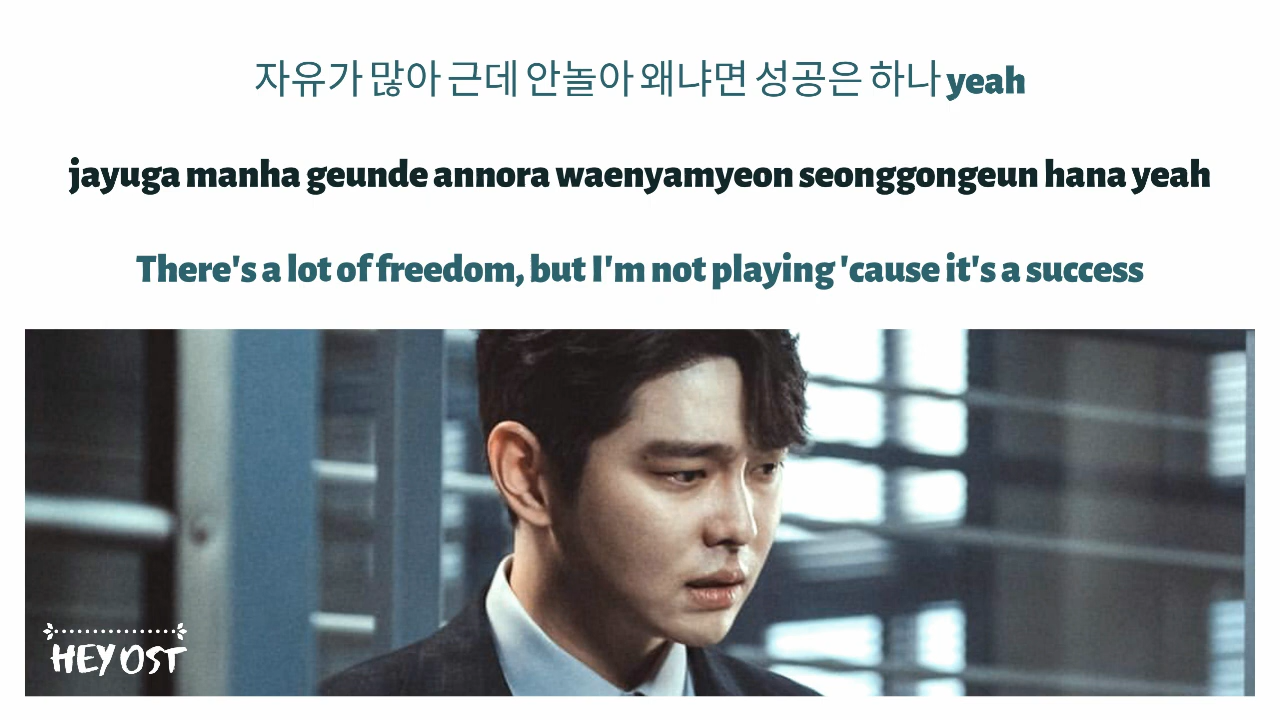 자유가 많아 근데 안놀아 왜냐면 성공은 하나 yeah
jayuga manha geunde annora waenyamyeon seonggongeun hana yeah
There's a lot of freedom, but I'm not playing 'cause it's a success
HEY OST